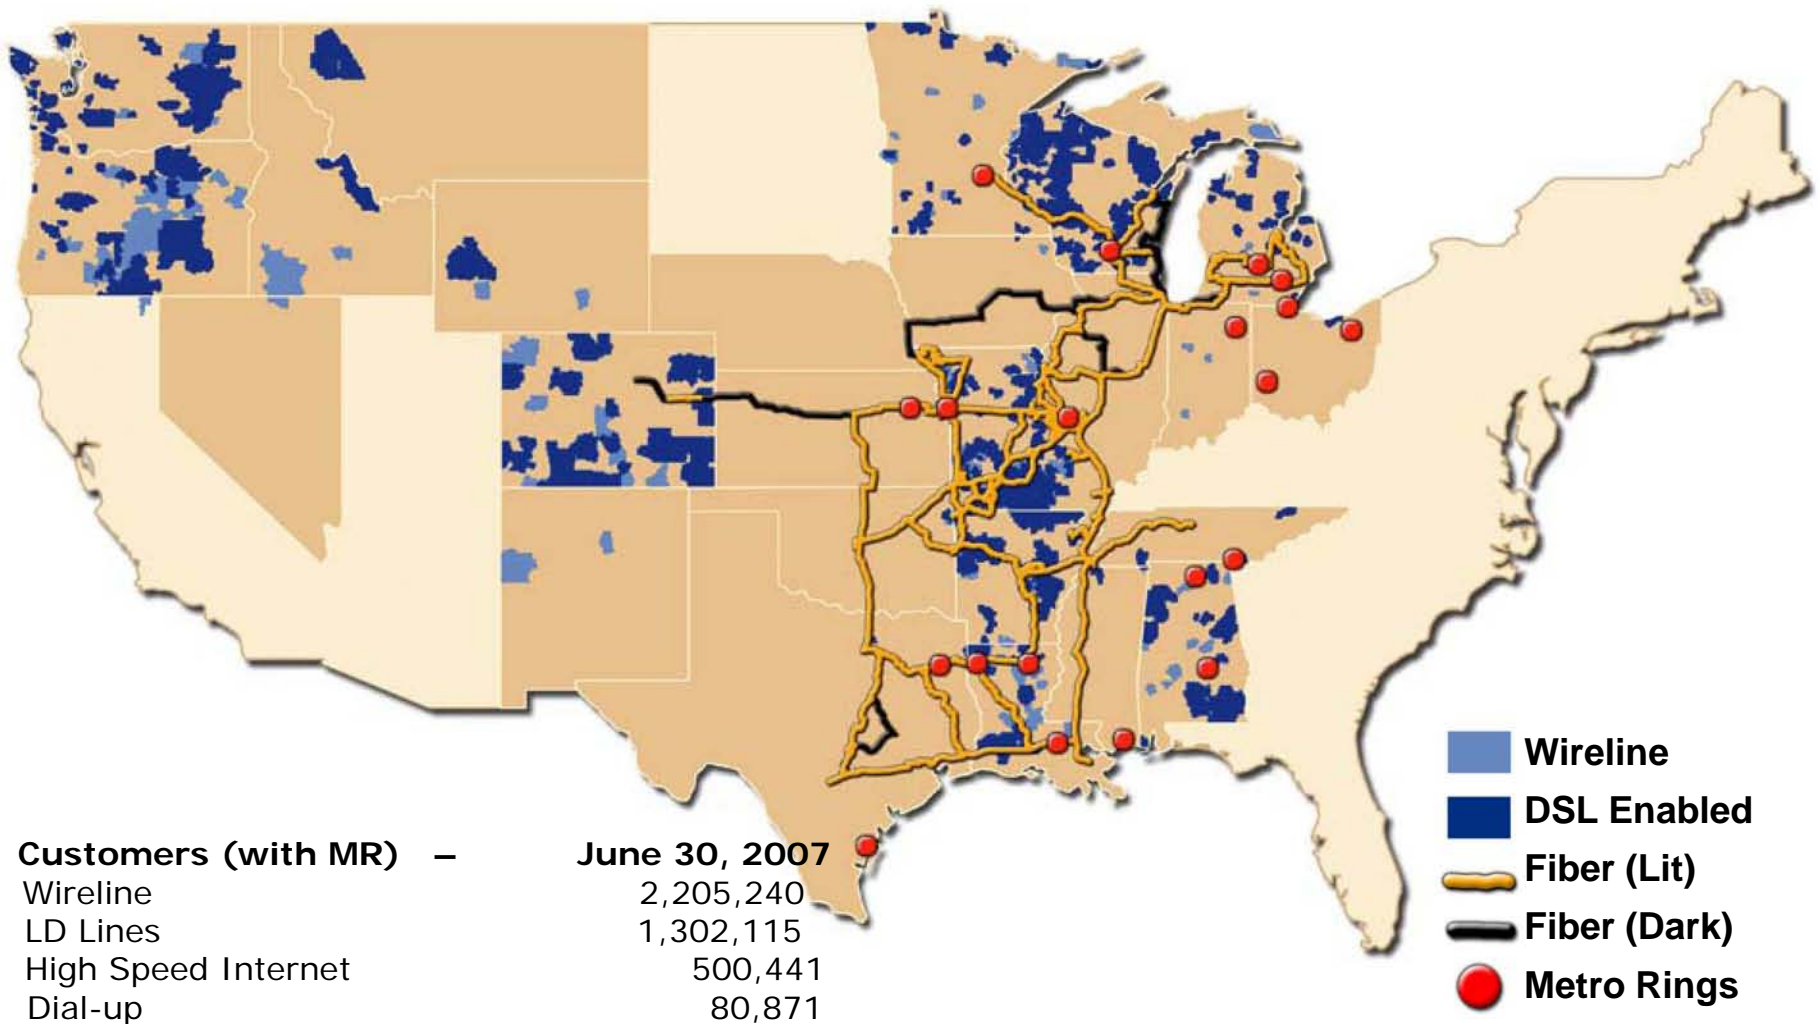 Wireline
DSL Enabled
Fiber (Lit)
Fiber (Dark)
Metro Rings
Customers (with MR) – June 30, 2007
Wireline 2,205,240
LD Lines 1,302,115
High Speed Internet 500,441
Dial-up 80,871